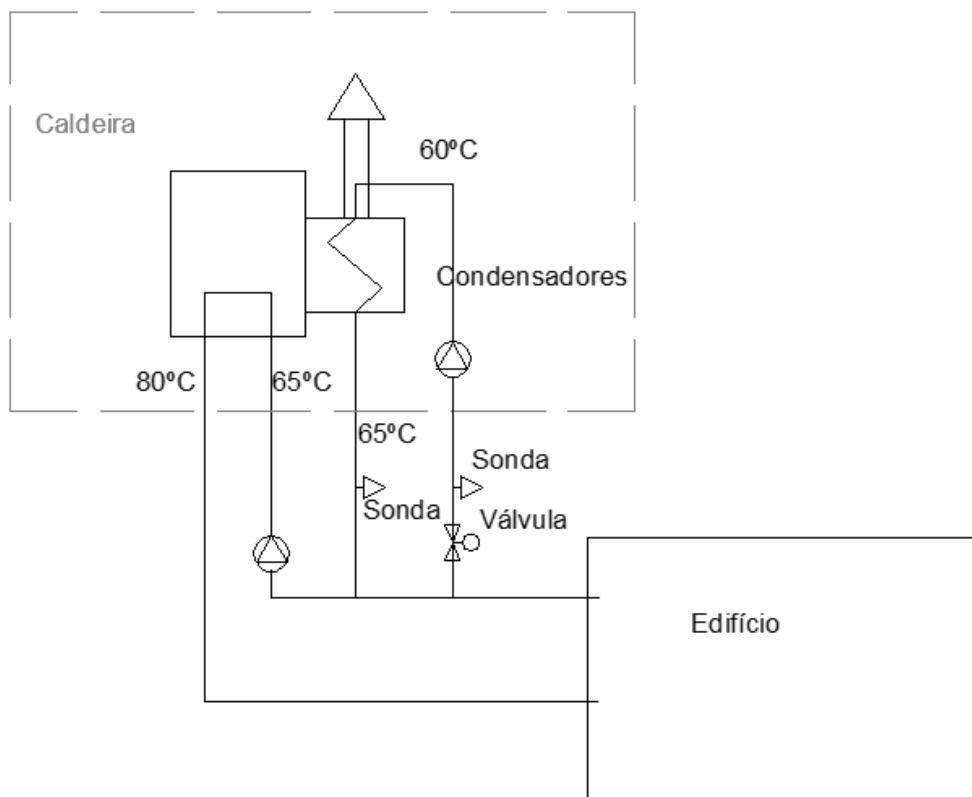 Caldeira
60ºC
Condensadores
80ºC
65ºC
65ºC
Sonda
Sonda
Válvula
Edifício